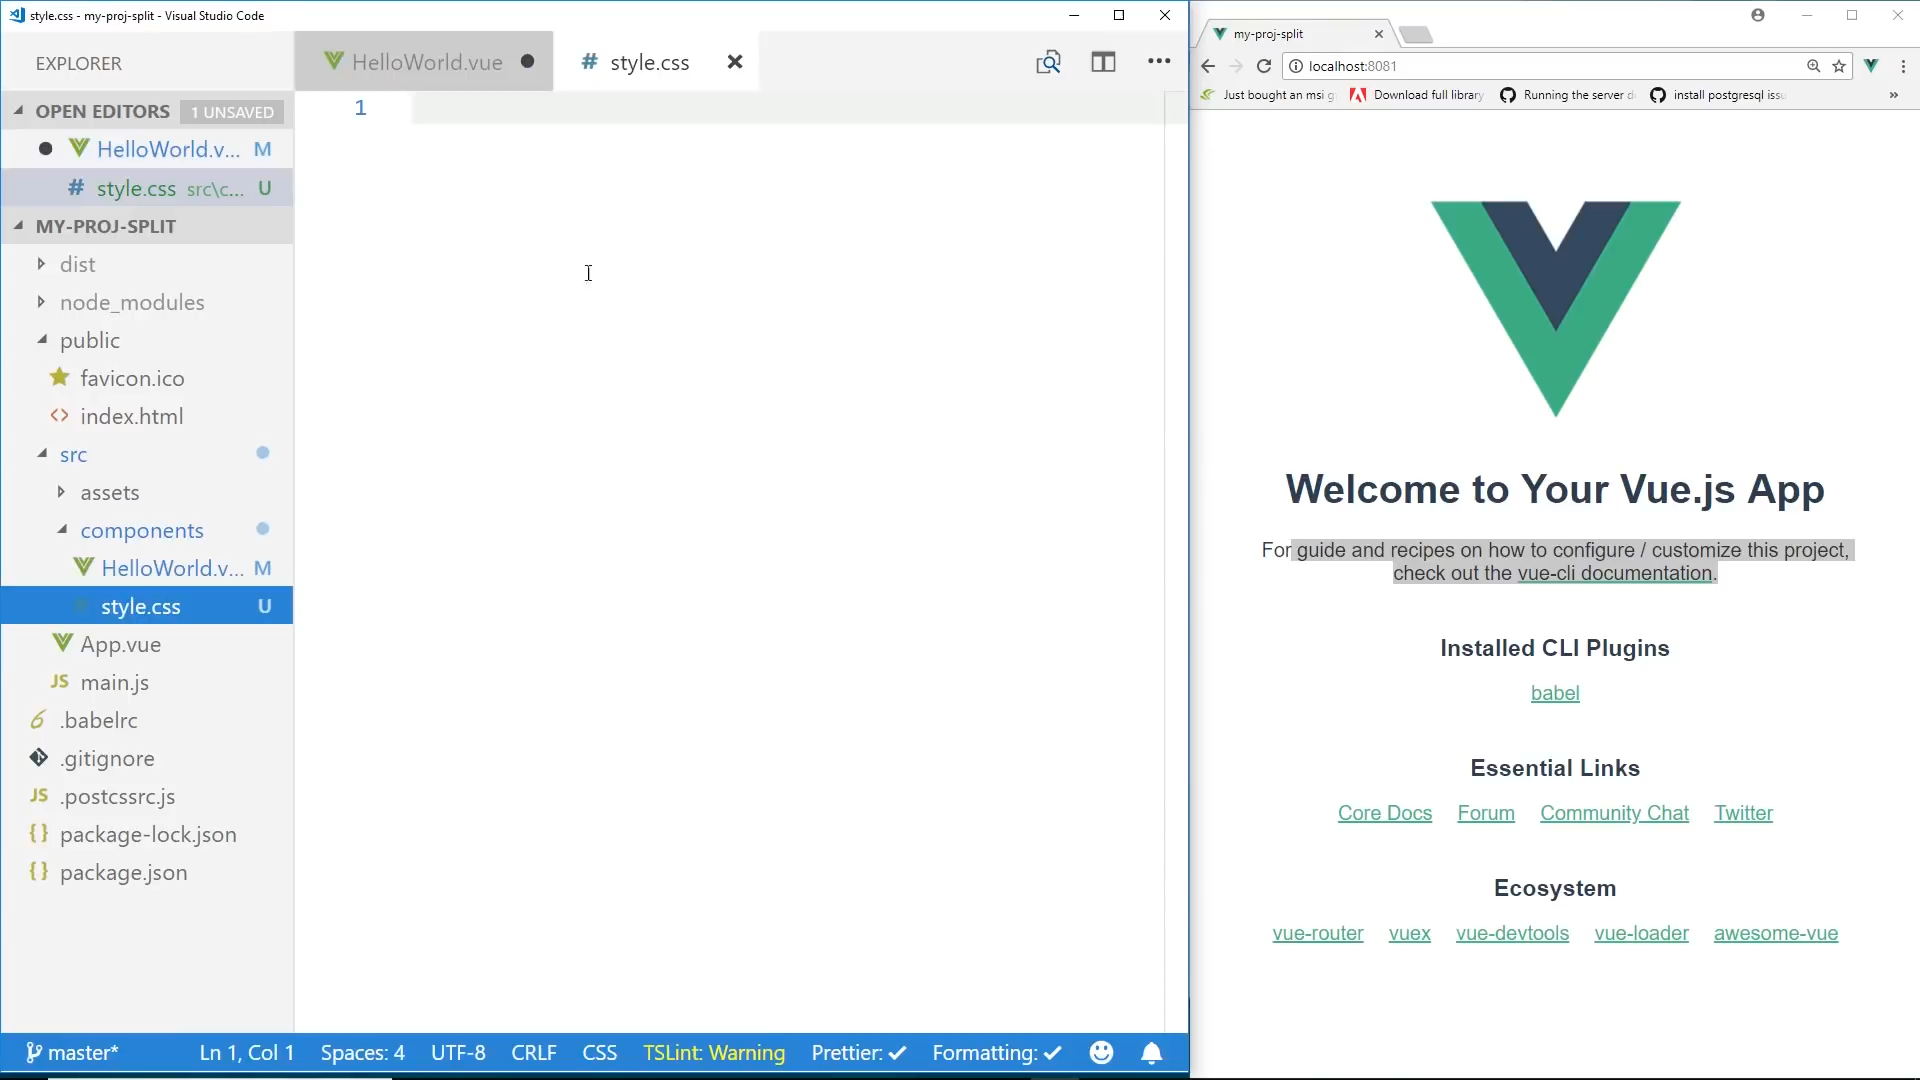 style.css - my-proj-split - Visual Studio Code
EXPLORER
HelloWorld.vue
# style.css
OPEN EDITORS 1 UNSAVED
HelloWorld.v... M
# style.css src\c... U
MY-PROJ-SPLIT
dist
node_modules
public
favicon.ico
<> index.html
src
assets
components
HelloWorld.v... M
style.css U
App.vue
JS main.js
.babelrc
.gitignore
JS .postcssrc.js
{} package-lock.json
{} package.json
1
master* Ln 1, Col 1 Spaces: 4 UTF-8 CRLF CSS TSLint: Warning Prettier: ✓ Formatting: ✓
my-proj-split
localhost:8081
Just bought an msi g Download full library Running the server d install postgresql issu »
Welcome to Your Vue.js App
For guide and recipes on how to configure / customize this project,
check out the vue-cli documentation.
Installed CLI Plugins
babel
Essential Links
Core Docs Forum Community Chat Twitter
Ecosystem
vue-router vuex vue-devtools vue-loader awesome-vue